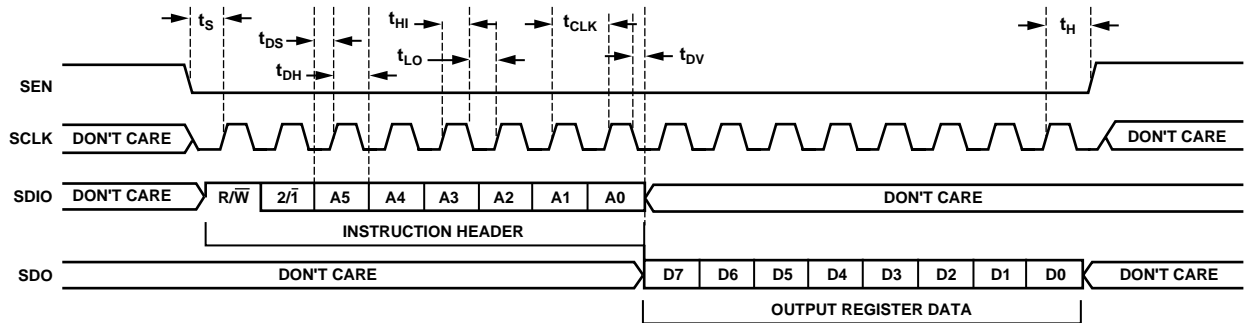 tS
tDS
tDH
tHI
tLO
tCLK
tDV
tH
SEN
SCLK DON'T CARE DON'T CARE
SDIO DON'T CARE R/W̅ 2/1̅ A5 A4 A3 A2 A1 A0 DON'T CARE
INSTRUCTION HEADER
SDO DON'T CARE D7 D6 D5 D4 D3 D2 D1 D0 DON'T CARE
OUTPUT REGISTER DATA